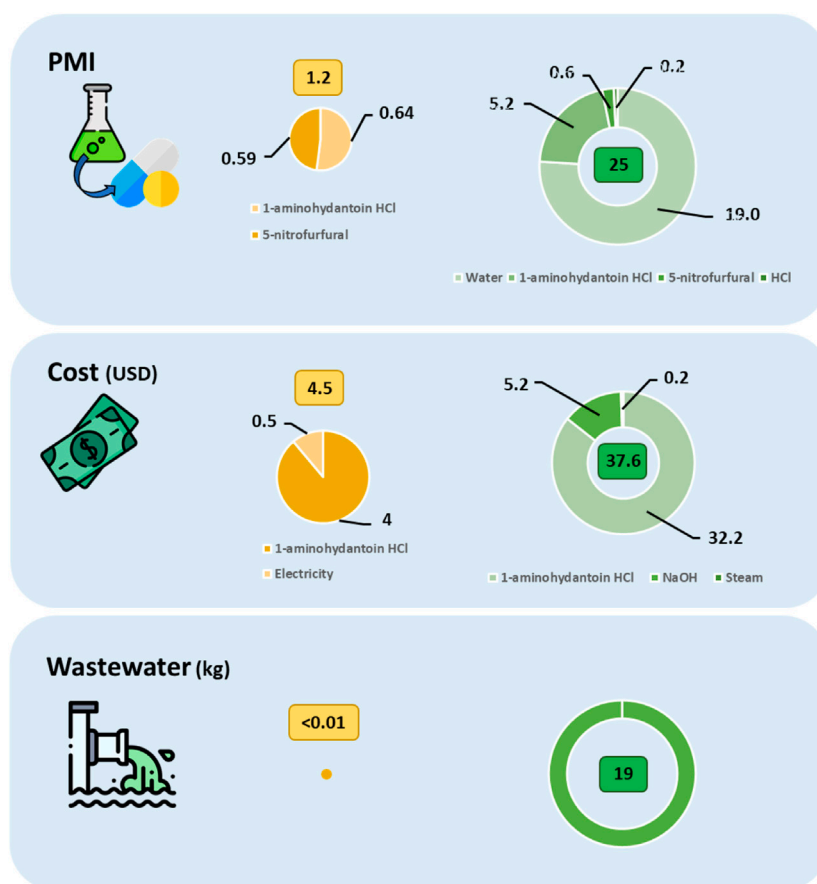 PMI
1.2
0.64
0.59
1-aminohydantoin HCl
5-nitrofurfural
0.6
0.2
5.2
25
19.0
Water 1-aminohydantoin HCl 5-nitrofurfural HCl
Cost (USD)
4.5
0.5
4
1-aminohydantoin HCl
Electricity
5.2
0.2
37.6
32.2
1-aminohydantoin HCl NaOH Steam
Wastewater (kg)
<0.01
19